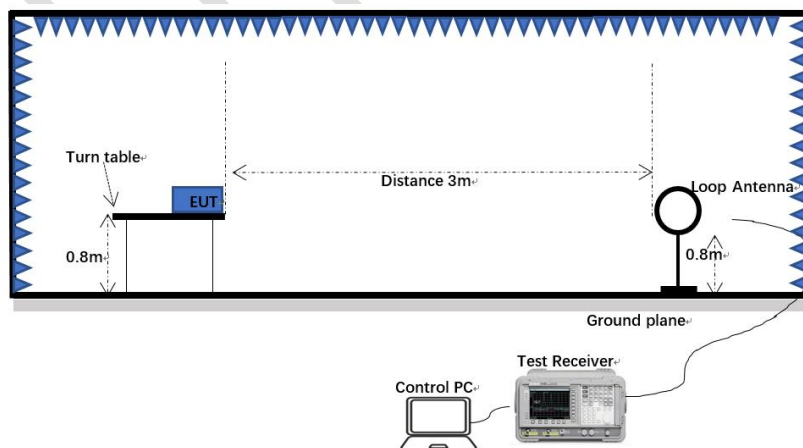 Turn table
EUT
Distance 3m
Loop Antenna
0.8m
0.8m
Ground plane
Test Receiver
Control PC